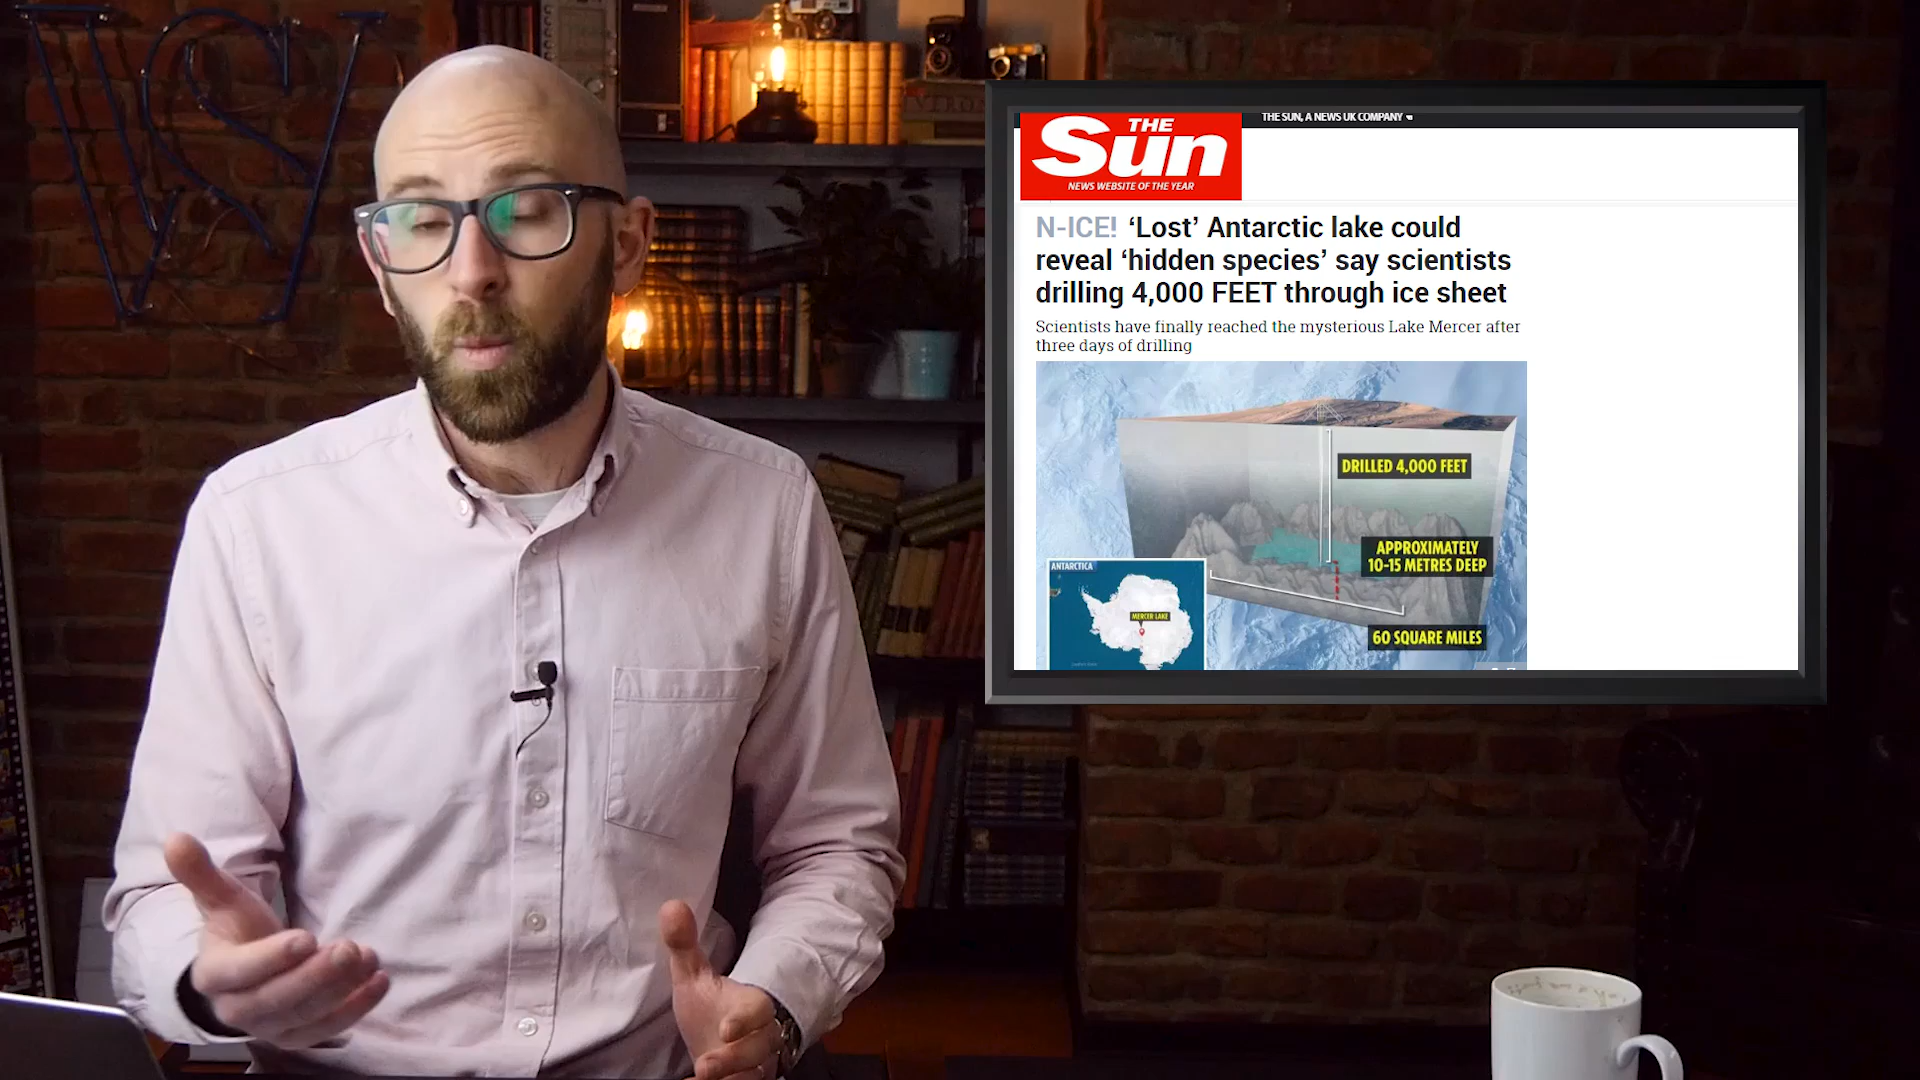 THE SUN, A NEWS UK COMPANY
THE
Sun
NEWS WEBSITE OF THE YEAR
N-ICE! ‘Lost’ Antarctic lake could
reveal ‘hidden species’ say scientists
drilling 4,000 FEET through ice sheet
Scientists have finally reached the mysterious Lake Mercer after
three days of drilling
DRILLED 4,000 FEET
APPROXIMATELY
10-15 METRES DEEP
ANTARCTICA
MERCER LAKE
60 SQUARE MILES